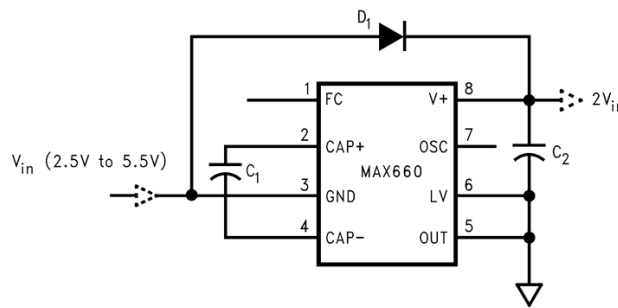 D1
1 FC V+ 8 2Vin
2 CAP+ OSC 7
Vin (2.5V to 5.5V) C1 MAX660 C2
3 GND LV 6
4 CAP- OUT 5